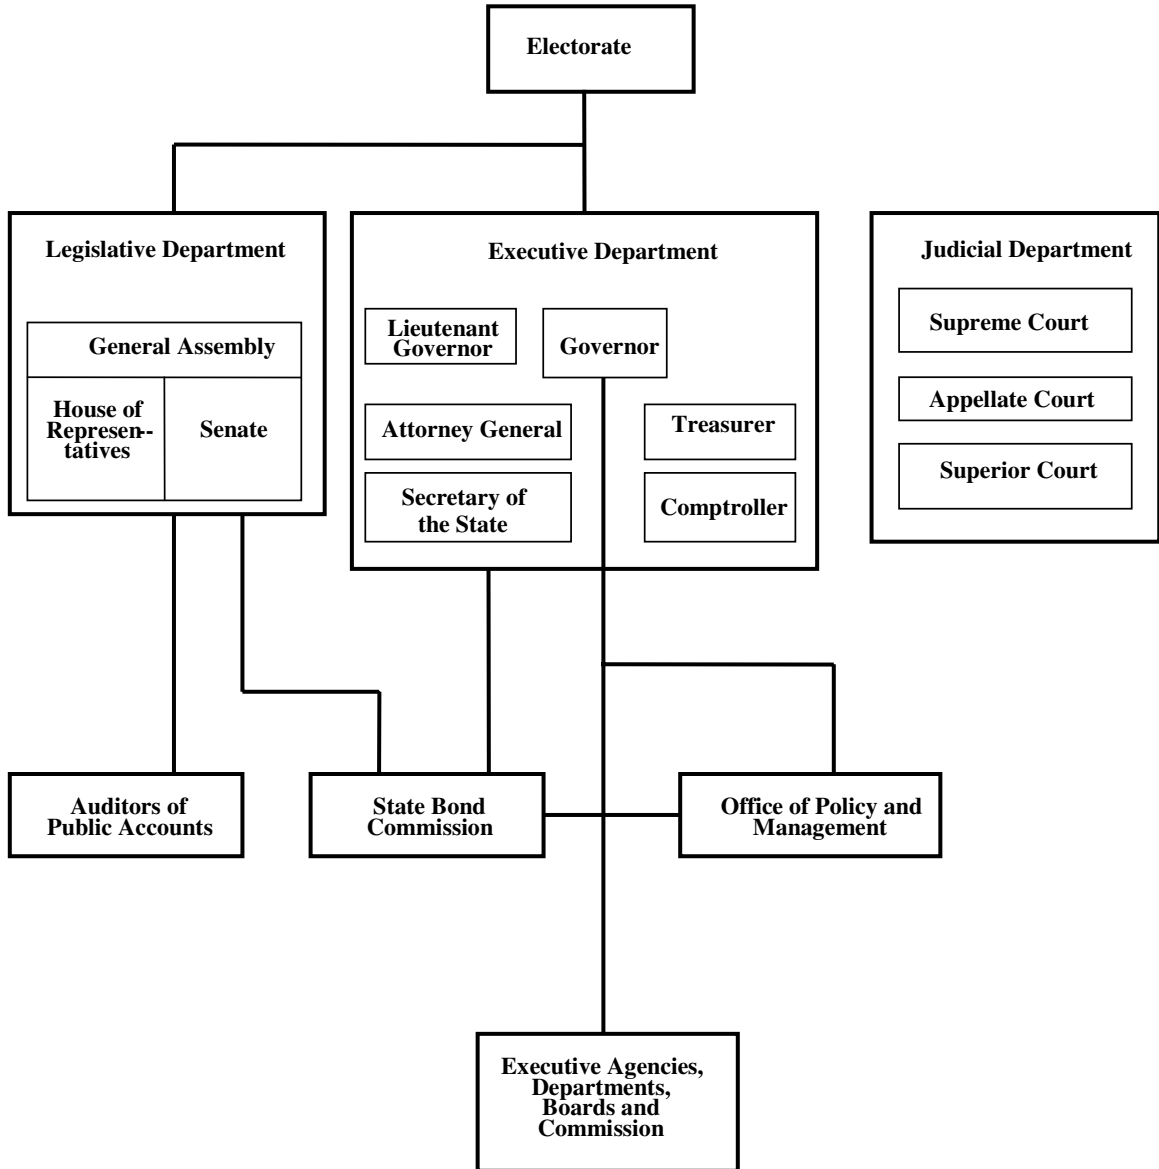 Electorate
Legislative Department
General Assembly
House of
Represen--
tatives
Senate
Executive Department
Lieutenant
Governor
Governor
Attorney General
Treasurer
Secretary of
the State
Comptroller
Judicial Department
Supreme Court
Appellate Court
Superior Court
Auditors of
Public Accounts
State Bond
Commission
Office of Policy and
Management
Executive Agencies,
Departments,
Boards and
Commission